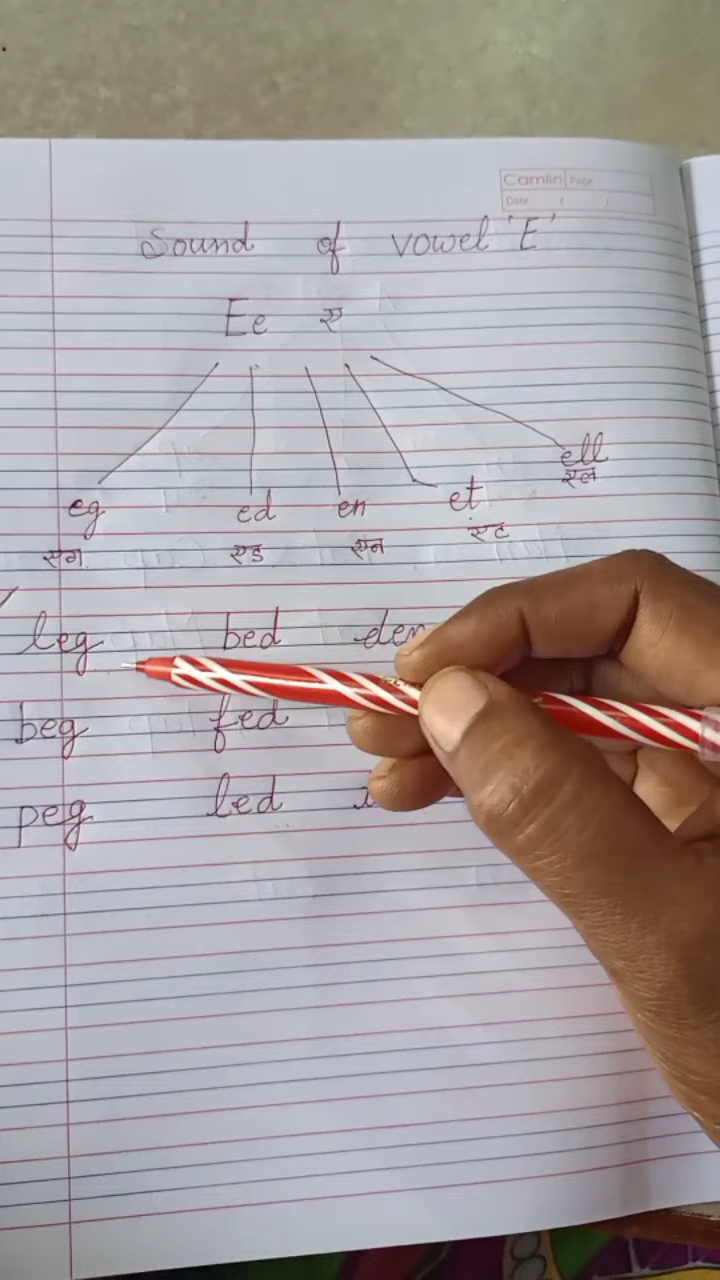 Camlin Page
Date / /
Sound of vowel 'E'
Ee ए
eg ed en et ell
एग एड एन एट एल
leg bed den
beg fed
peg led